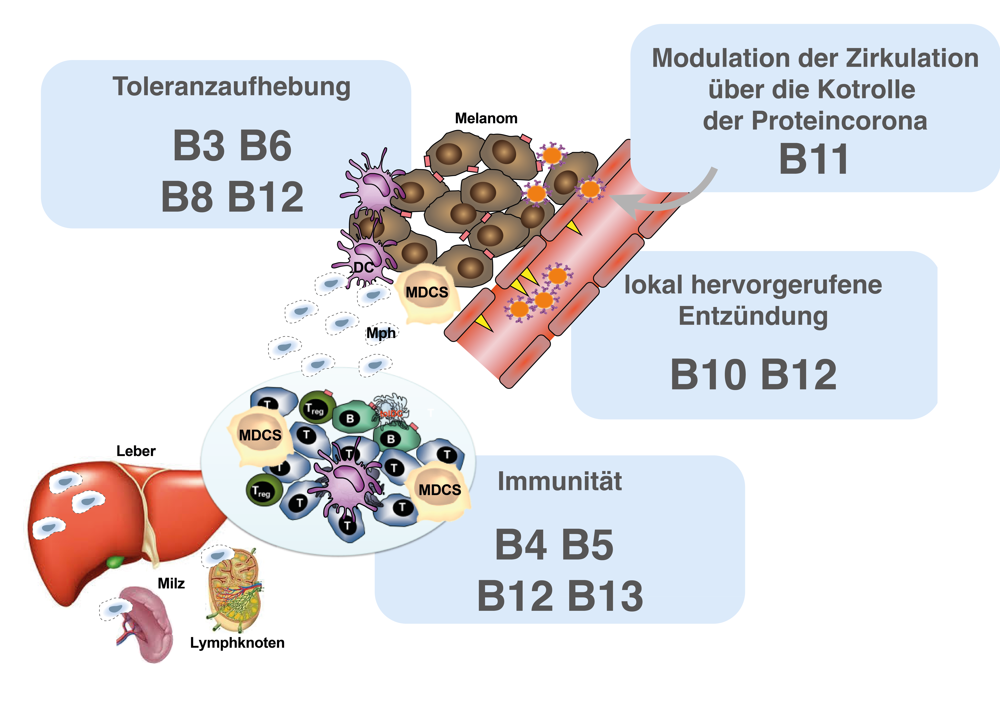 Toleranzaufhebung
B3 B6
B8 B12
Modulation der Zirkulation
über die Kotrolle
der Proteincorona
B11
Melanom
DC
MDCS
Mph
lokal hervorgerufene
Entzündung
B10 B12
T
Treg
B
tolDC
T
MDCS
T
B
T
T
T
T
Treg
T
MDCS
T
T
Leber
Immunität
B4 B5
B12 B13
Milz
Lymphknoten